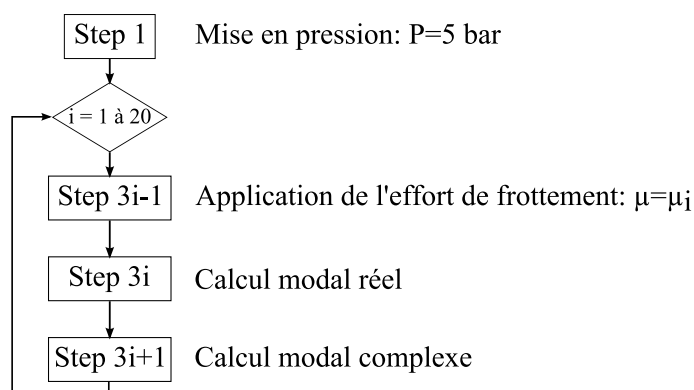 Step 1 Mise en pression: P=5 bar
i = 1 à 20
Step 3i-1 Application de l'effort de frottement: μ=μi
Step 3i Calcul modal réel
Step 3i+1 Calcul modal complexe